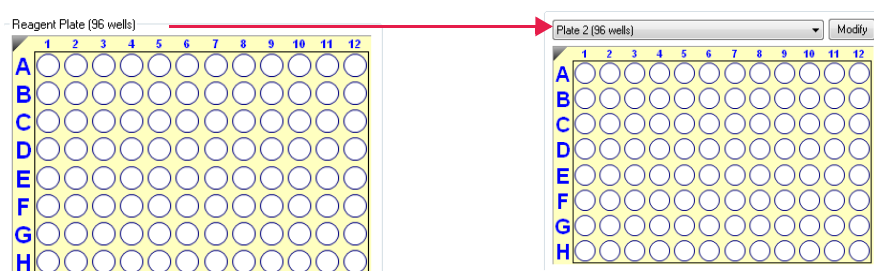 Reagent Plate (96 wells)
1 2 3 4 5 6 7 8 9 10 11 12
A
B
C
D
E
F
G
H
Plate 2 (96 wells) Modify
1 2 3 4 5 6 7 8 9 10 11 12
A
B
C
D
E
F
G
H